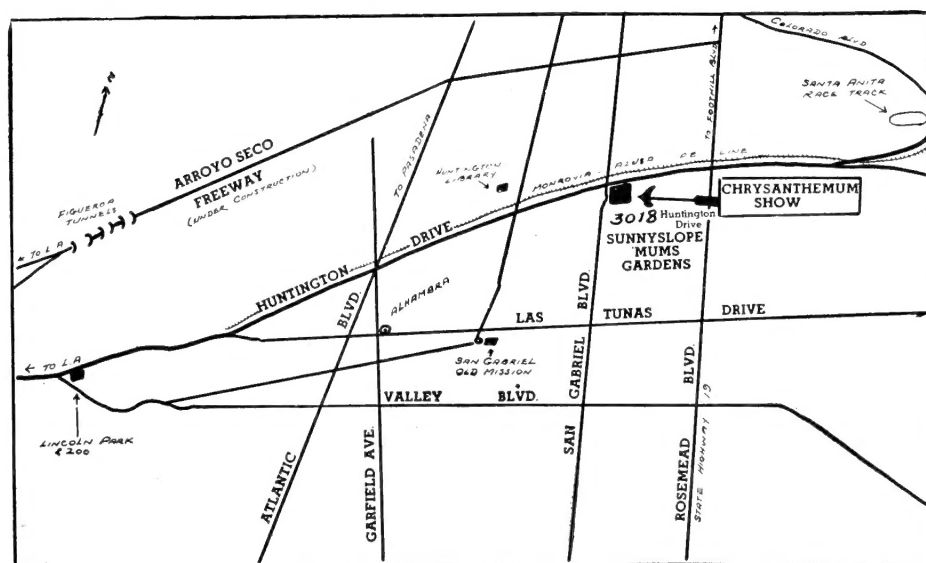 COLORADO BLVD
SANTA ANITA
RACE TRACK
TO FOOTHILL BLVD
N
ARROYO SECO
FREEWAY
(UNDER CONSTRUCTION)
TO PASADENA
HUNTINGTON
LIBRARY
MONROVIA - AZUSA P.E. LINE
CHRYSANTHEMUM
SHOW
FIGUEROA
TUNNELS
← TO L A
3018 Huntington
Drive
SUNNYSLOPE
MUMS
GARDENS
HUNTINGTON DRIVE
ALHAMBRA
LAS TUNAS DRIVE
SAN GABRIEL
OLD MISSION
← TO L.A
VALLEY BLVD.
LINCOLN PARK
& ZOO
ATLANTIC BLVD.
GARFIELD AVE.
SAN GABRIEL BLVD.
ROSEMEAD BLVD.
STATE HIGHWAY 19